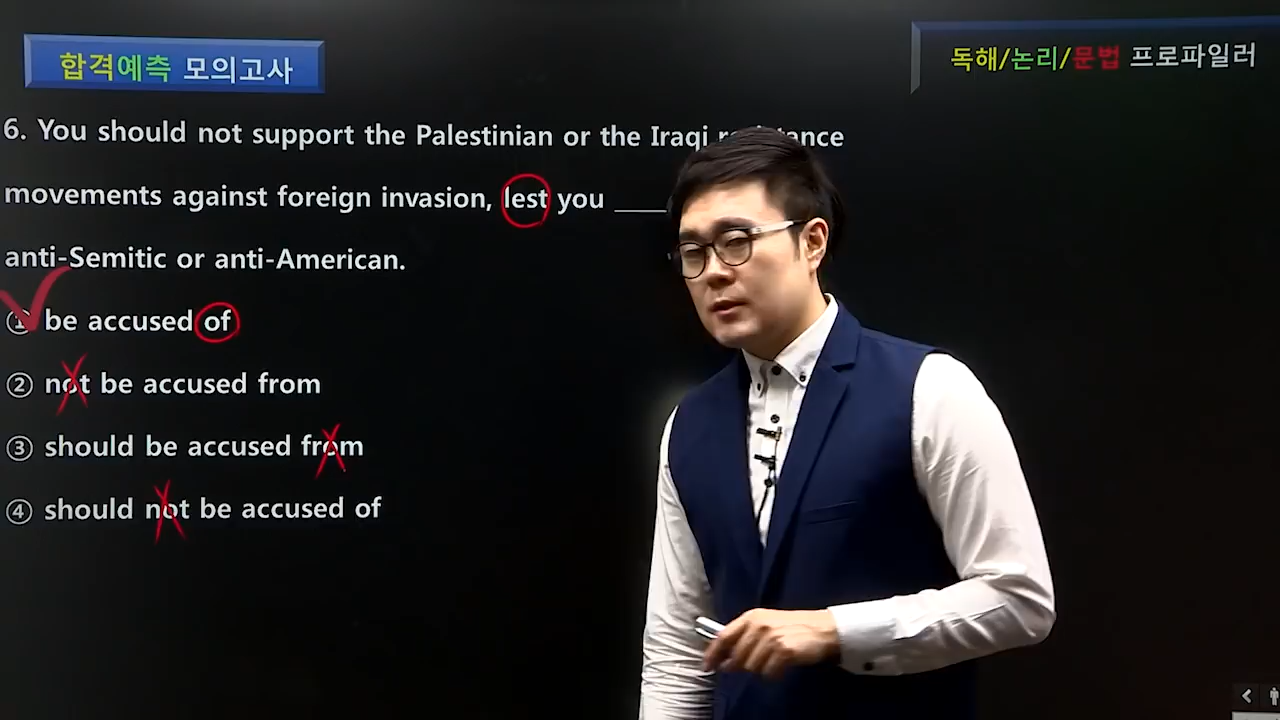 합격예측 모의고사
독해/논리/문법 프로파일러
6. You should not support the Palestinian or the Iraqi
movements against foreign invasion, lest you ____
anti-Semitic or anti-American.
① be accused of
② not be accused from
③ should be accused from
④ should not be accused of